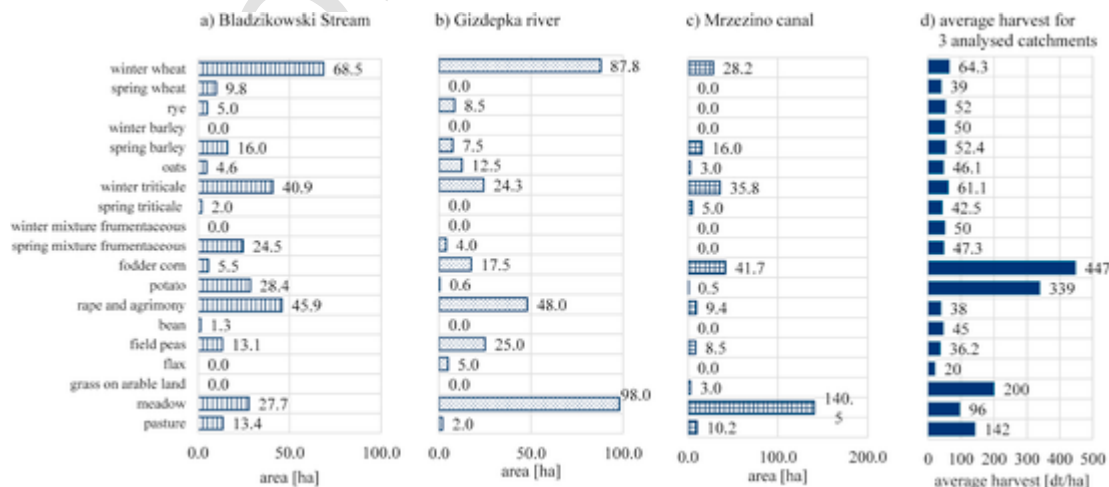 a) Bladzikowski Stream b) Gizdepka river c) Mrzezino canal d) average harvest for
3 analysed catchments
winter wheat 68.5 87.8 28.2 64.3
spring wheat 9.8 0.0 0.0 39
rye 5.0 8.5 0.0 52
winter barley 0.0 0.0 0.0 50
spring barley 16.0 7.5 16.0 52.4
oats 4.6 12.5 3.0 46.1
winter triticale 40.9 24.3 35.8 61.1
spring triticale 2.0 0.0 5.0 42.5
winter mixture frumentaceous 0.0 0.0 0.0 50
spring mixture frumentaceous 24.5 4.0 0.0 47.3
fodder corn 5.5 17.5 41.7 447
potato 28.4 0.6 0.5 339
rape and agrimony 45.9 48.0 9.4 38
bean 1.3 0.0 0.0 45
field peas 13.1 25.0 8.5 36.2
flax 0.0 5.0 0.0 20
grass on arable land 0.0 0.0 3.0 200
meadow 27.7 98.0 140.5 96
pasture 13.4 2.0 10.2 142
0.0 50.0 100.0 0.0 50.0 100.0 0.0 100.0 200.0 0 100 200 300 400 500
area [ha] area [ha] area [ha] average harvest [dt/ha]